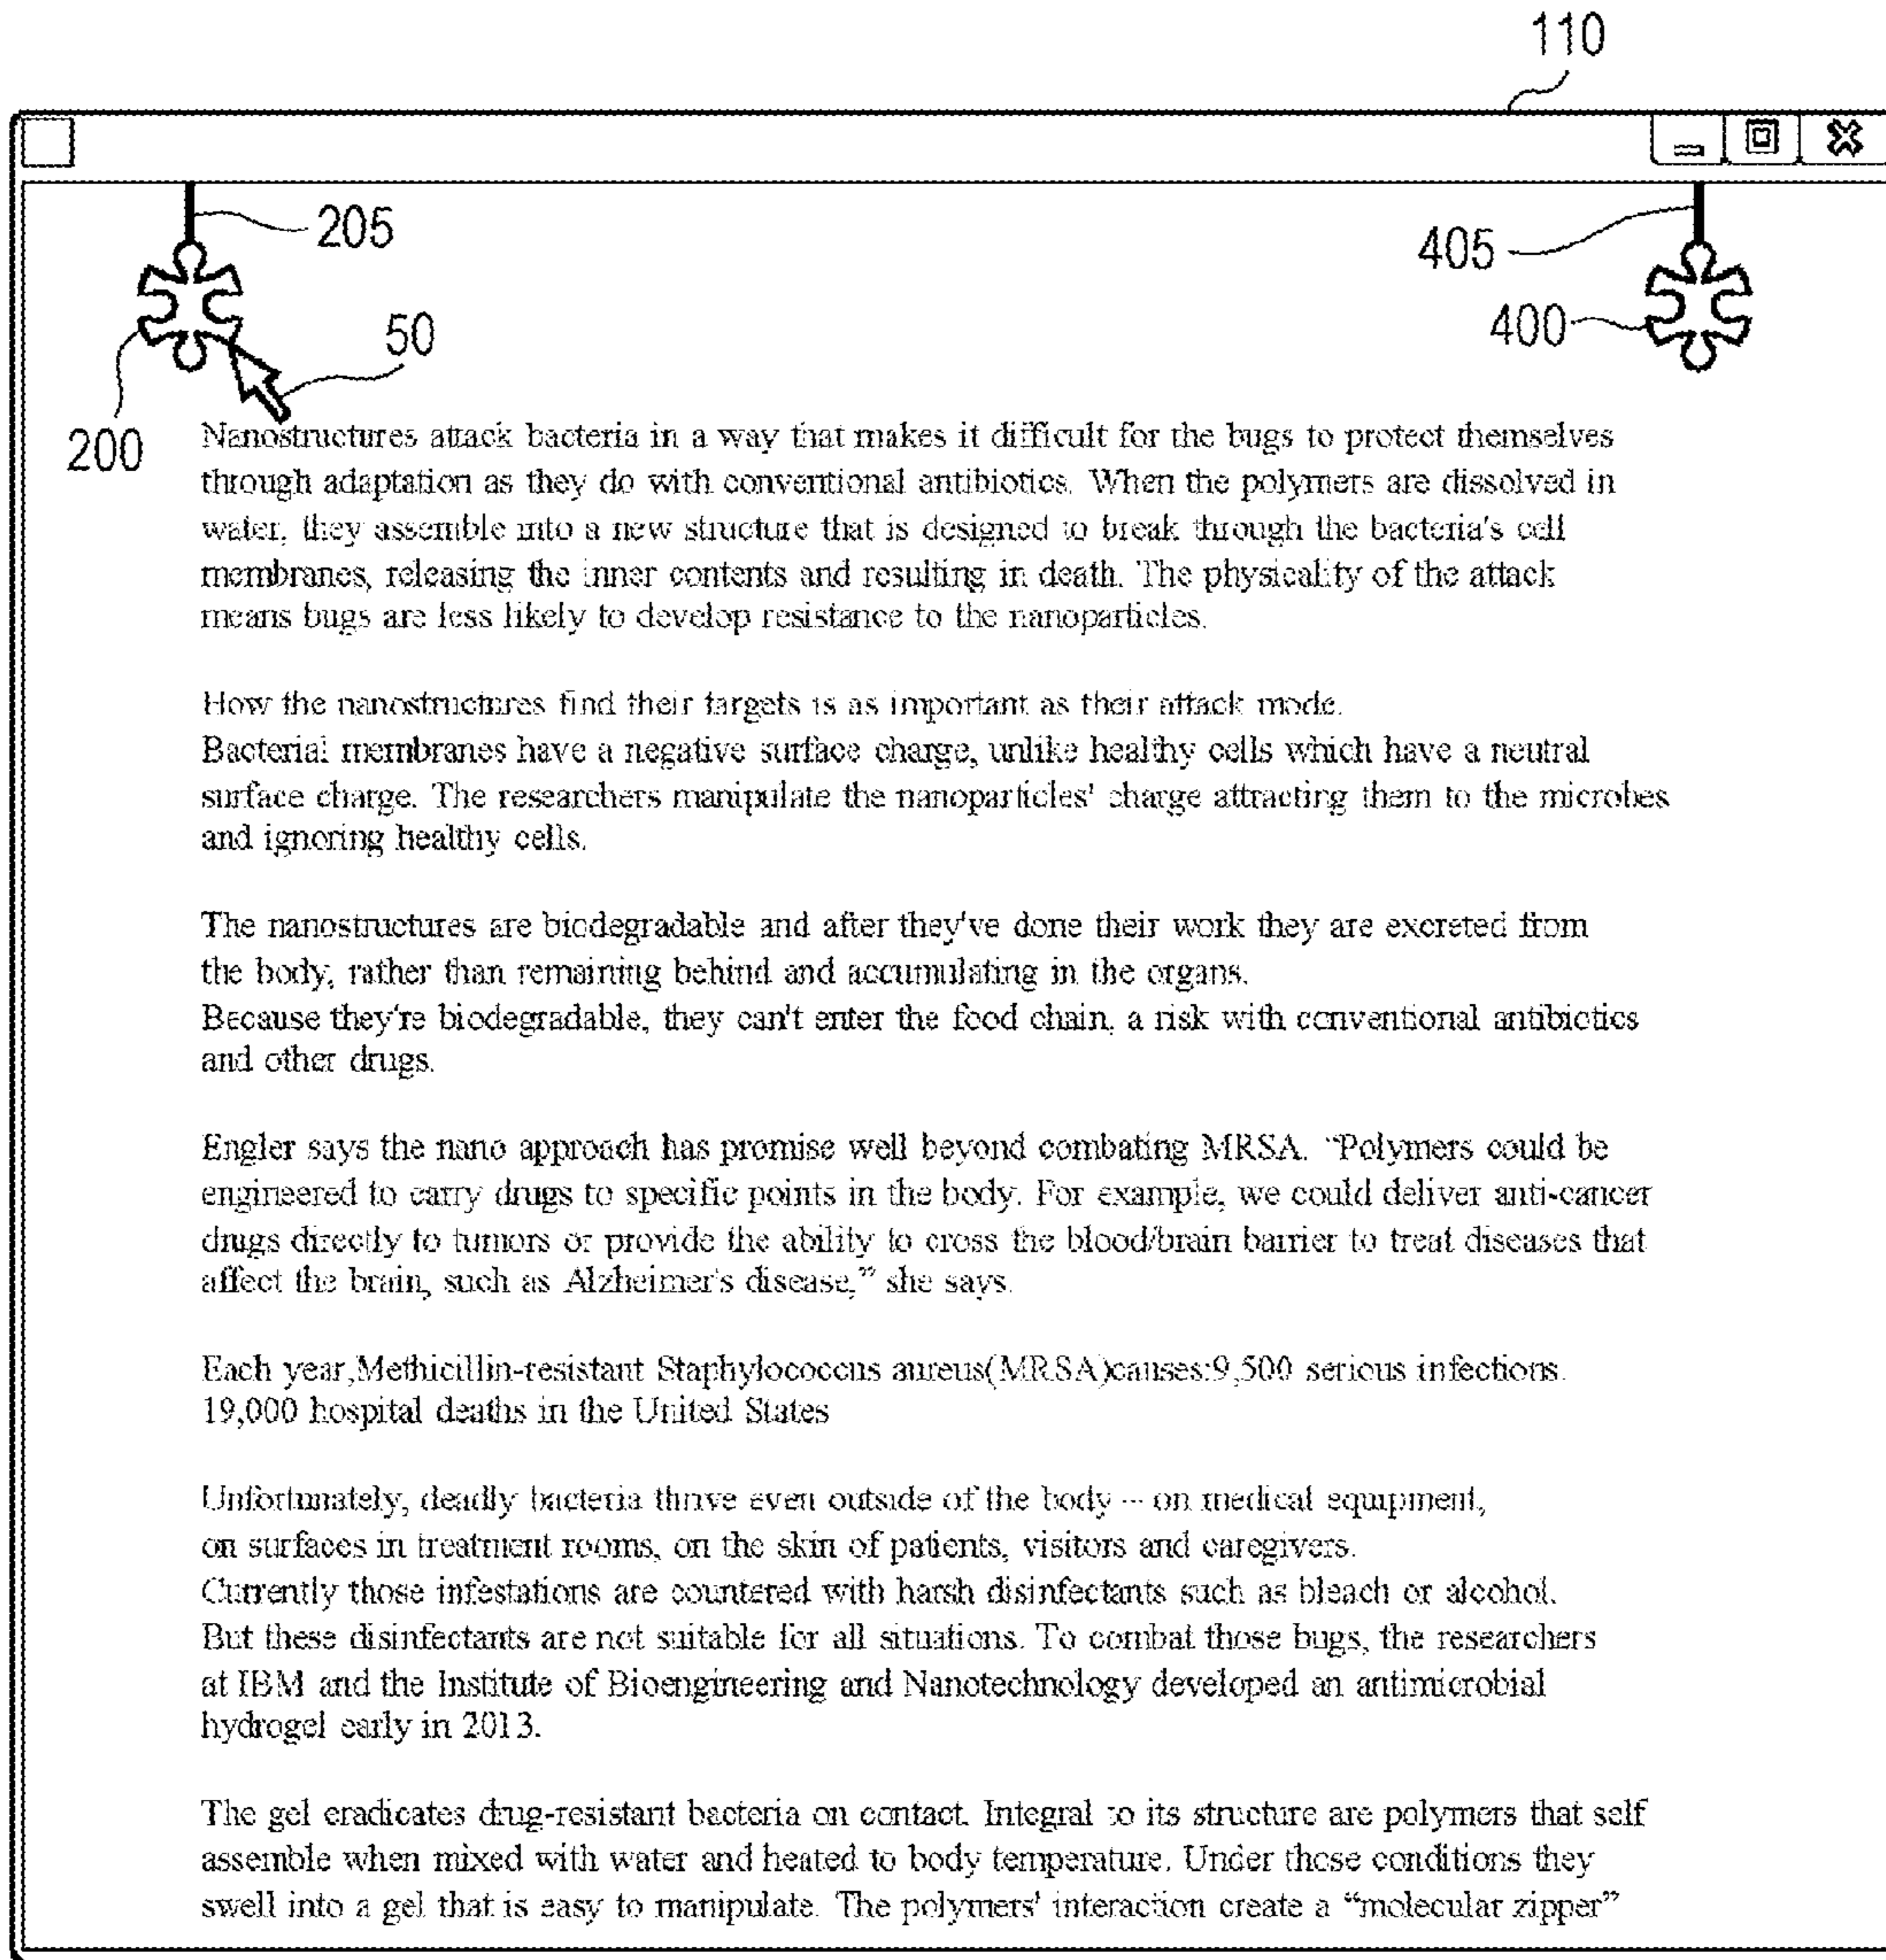 110
205
405
50
400
200
Nanostructures attack bacteria in a way that makes it difficult for the bugs to protect themselves
through adaptation as they do with conventional antibiotics. When the polymers are dissolved in
water, they assemble into a new structure that is designed to break through the bacteria's cell
membranes, releasing the inner contents and resulting in death. The physicality of the attack
means bugs are less likely to develop resistance to the nanoparticles.
How the nanostructures find their targets is as important as their attack mode.
Bacterial membranes have a negative surface charge, unlike healthy cells which have a neutral
surface charge. The researchers manipulate the nanoparticles' charge attracting them to the microbes
and ignoring healthy cells.
The nanostructures are biodegradable and after they've done their work they are excreted from
the body, rather than remaining behind and accumulating in the organs.
Because they're biodegradable, they can't enter the food chain, a risk with conventional antibiotics
and other drugs.
Engler says the nano approach has promise well beyond combating MRSA. “Polymers could be
engineered to carry drugs to specific points in the body. For example, we could deliver anti-cancer
drugs directly to tumors or provide the ability to cross the blood/brain barrier to treat diseases that
affect the brain, such as Alzheimer's disease,” she says.
Each year,Methicillin-resistant Staphylococcus aureus(MRSA)causes:9,500 serious infections.
19,000 hospital deaths in the United States
Unfortunately, deadly bacteria thrive even outside of the body -- on medical equipment,
on surfaces in treatment rooms, on the skin of patients, visitors and caregivers.
Currently those infestations are countered with harsh disinfectants such as bleach or alcohol.
But these disinfectants are not suitable for all situations. To combat those bugs, the researchers
at IBM and the Institute of Bioengineering and Nanotechnology developed an antimicrobial
hydrogel early in 2013.
The gel eradicates drug-resistant bacteria on contact. Integral to its structure are polymers that self
assemble when mixed with water and heated to body temperature. Under those conditions they
swell into a gel that is easy to manipulate. The polymers' interaction create a “molecular zipper”